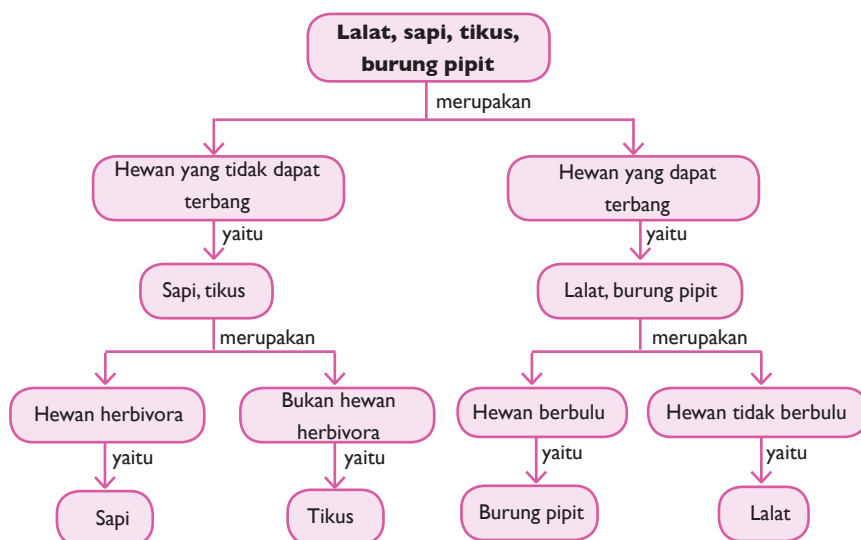 Lalat, sapi, tikus,
burung pipit
merupakan
Hewan yang tidak dapat
terbang
Hewan yang dapat
terbang
yaitu
yaitu
Sapi, tikus
Lalat, burung pipit
merupakan
merupakan
Hewan herbivora
Bukan hewan
herbivora
Hewan berbulu
Hewan tidak berbulu
yaitu
yaitu
yaitu
yaitu
Sapi
Tikus
Burung pipit
Lalat